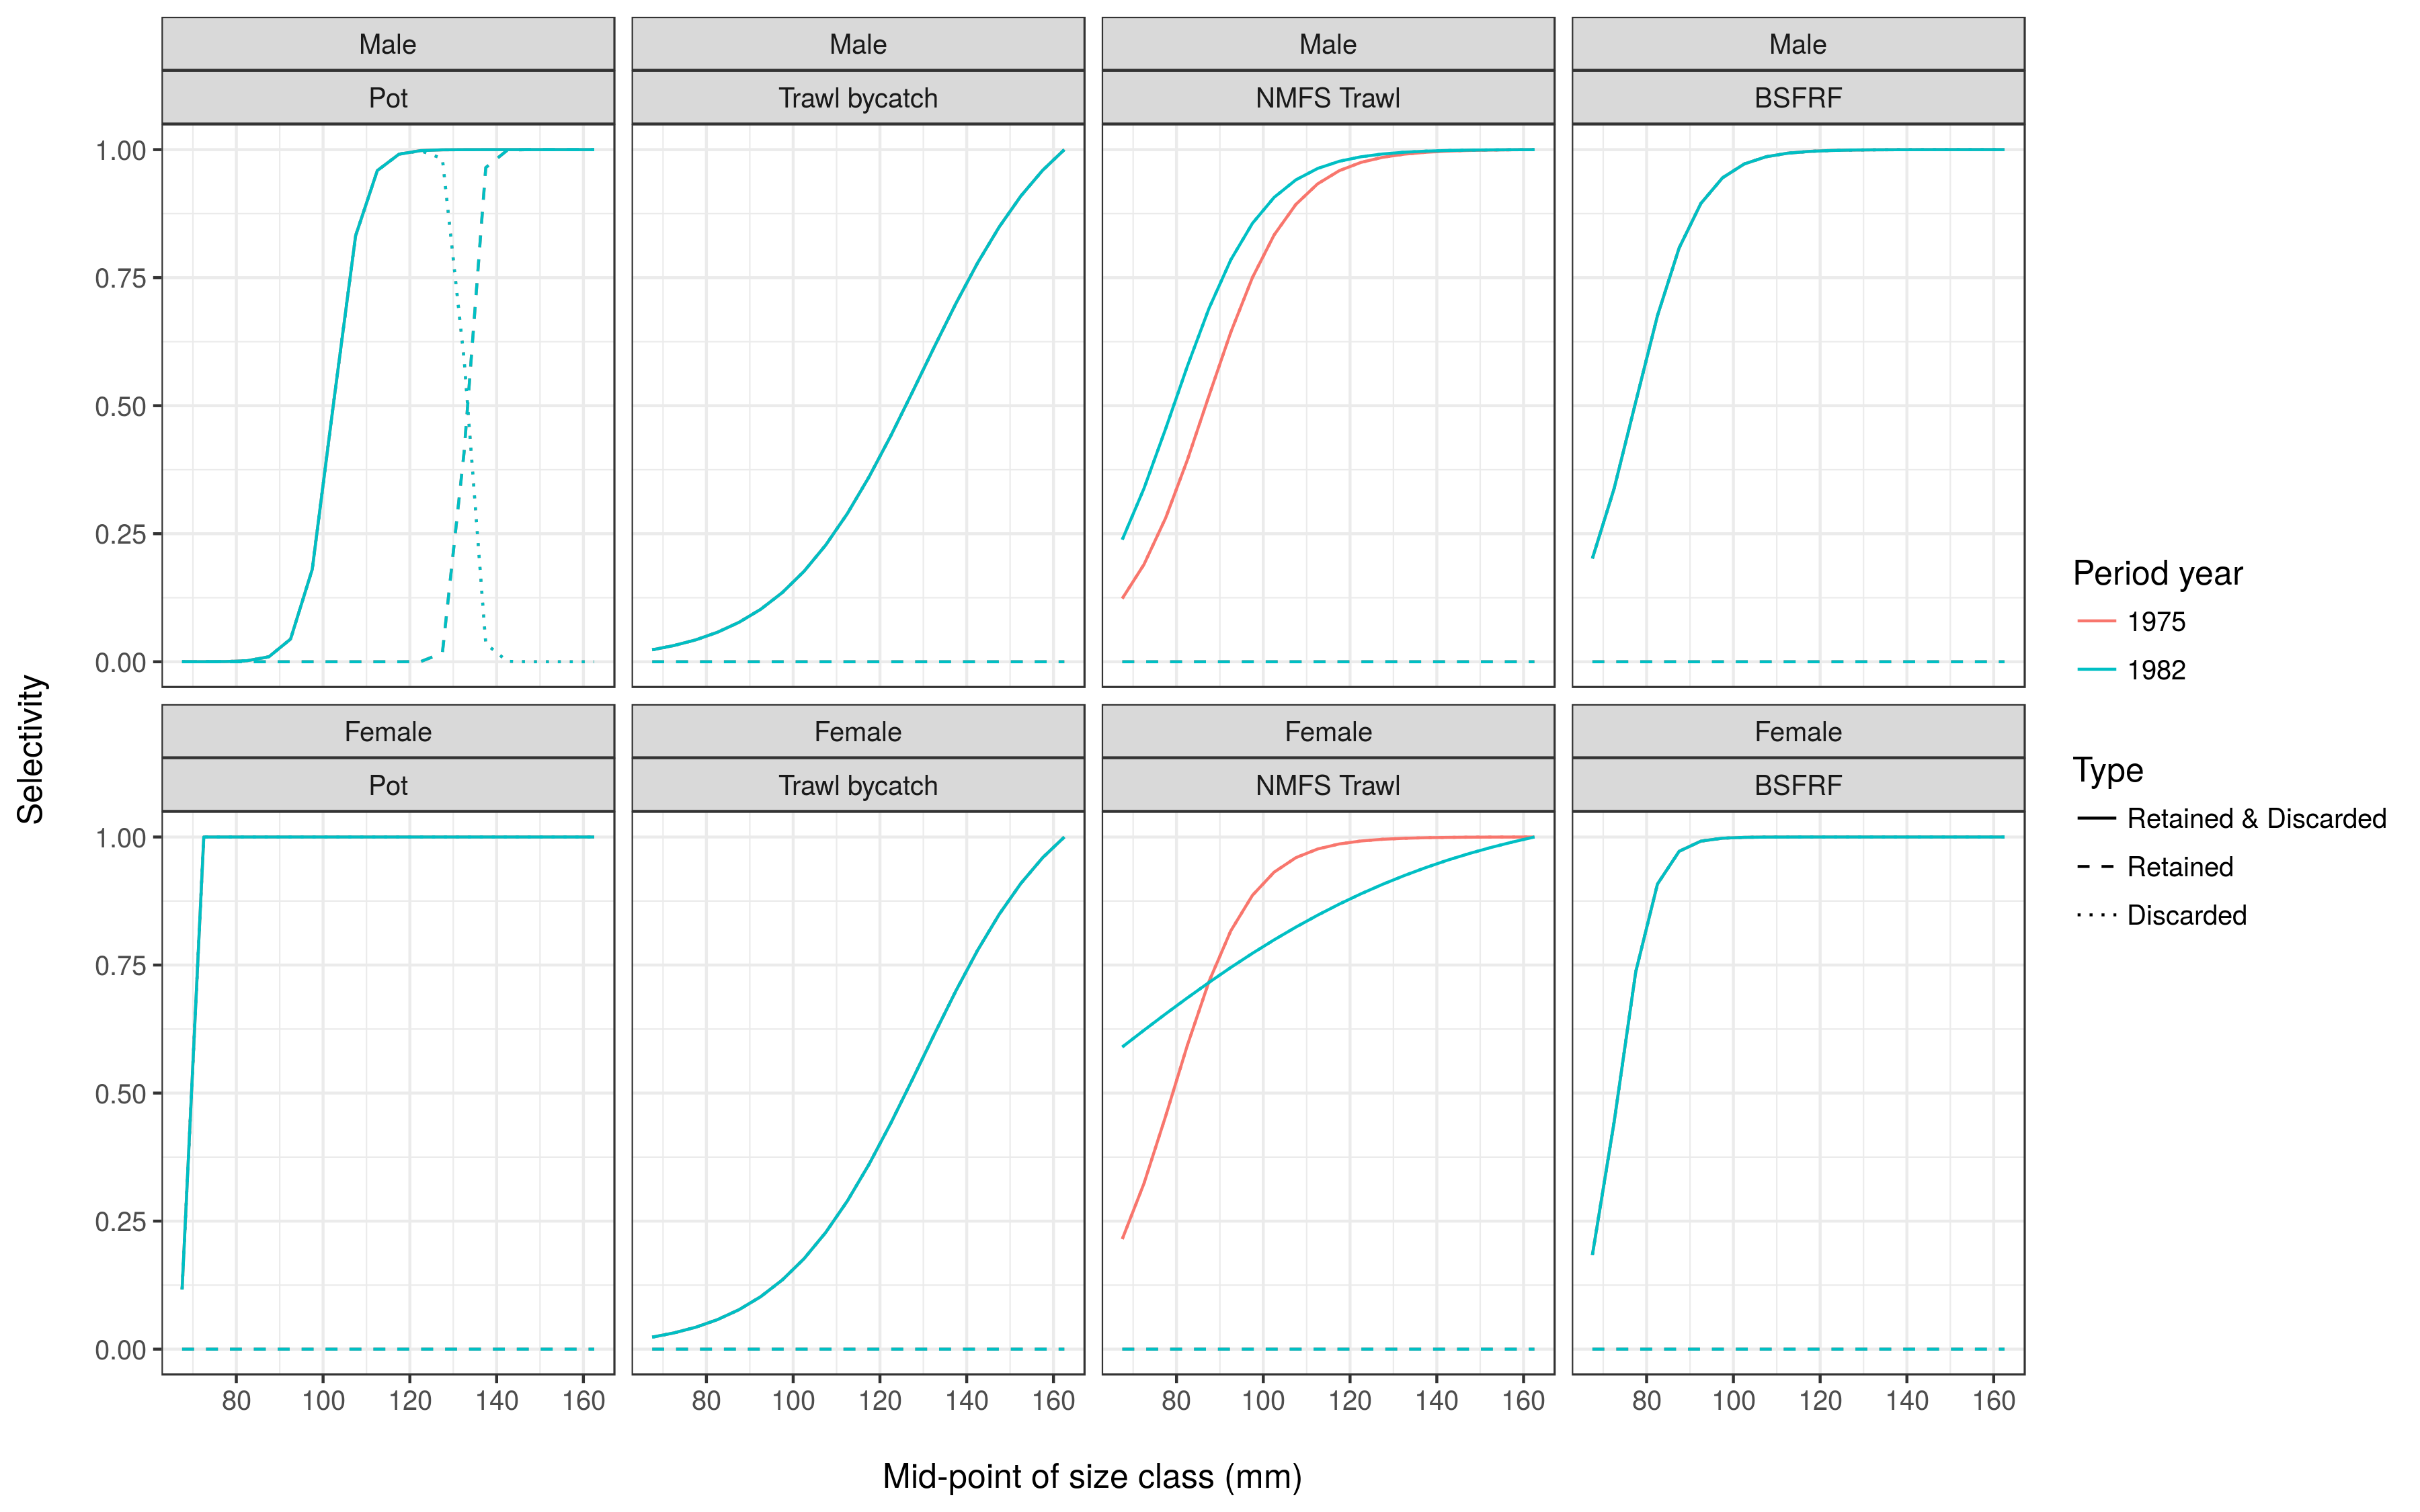 Male Male Male Male
Pot Trawl bycatch NMFS Trawl BSFRF
1.00
0.75
0.50
0.25
0.00
Female Female Female Female
Pot Trawl bycatch NMFS Trawl BSFRF
1.00
0.75
0.50
0.25
0.00
80 100 120 140 160 80 100 120 140 160 80 100 120 140 160 80 100 120 140 160
Selectivity
Mid-point of size class (mm)
Period year
1975
1982
Type
Retained & Discarded
Retained
Discarded